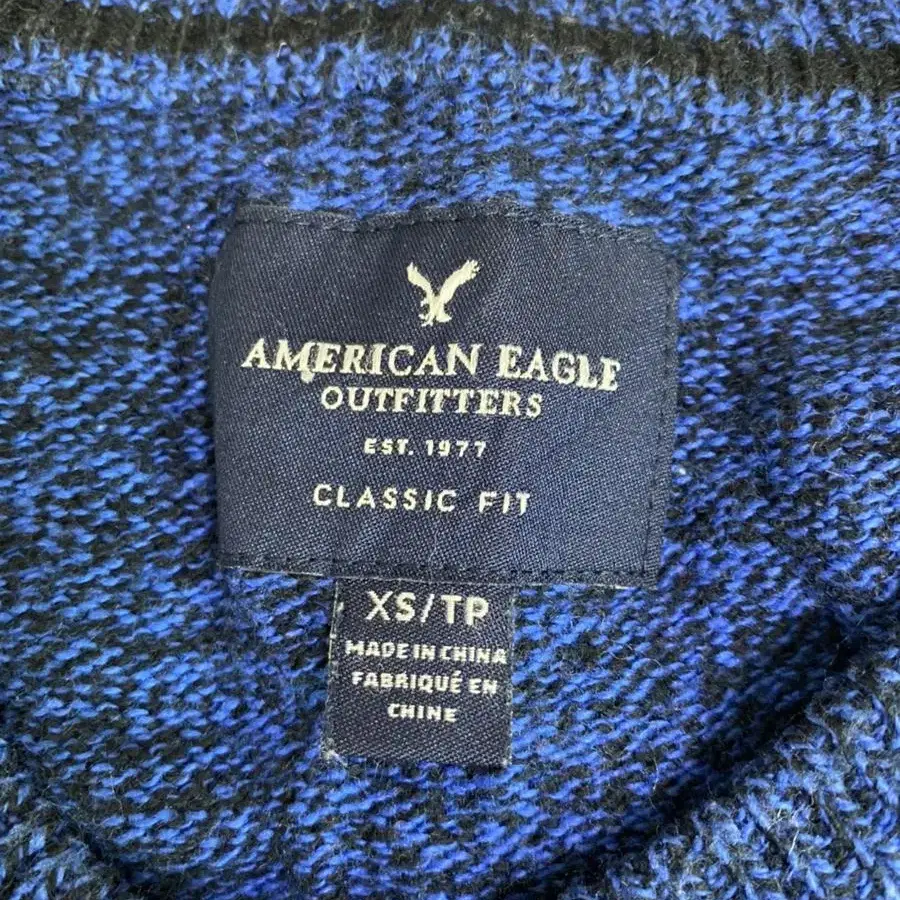 AMERICAN EAGLE
OUTFITTERS
EST. 1977
CLASSIC FIT
XS/TP
MADE IN CHINA
FABRIQUÉ EN
CHINE